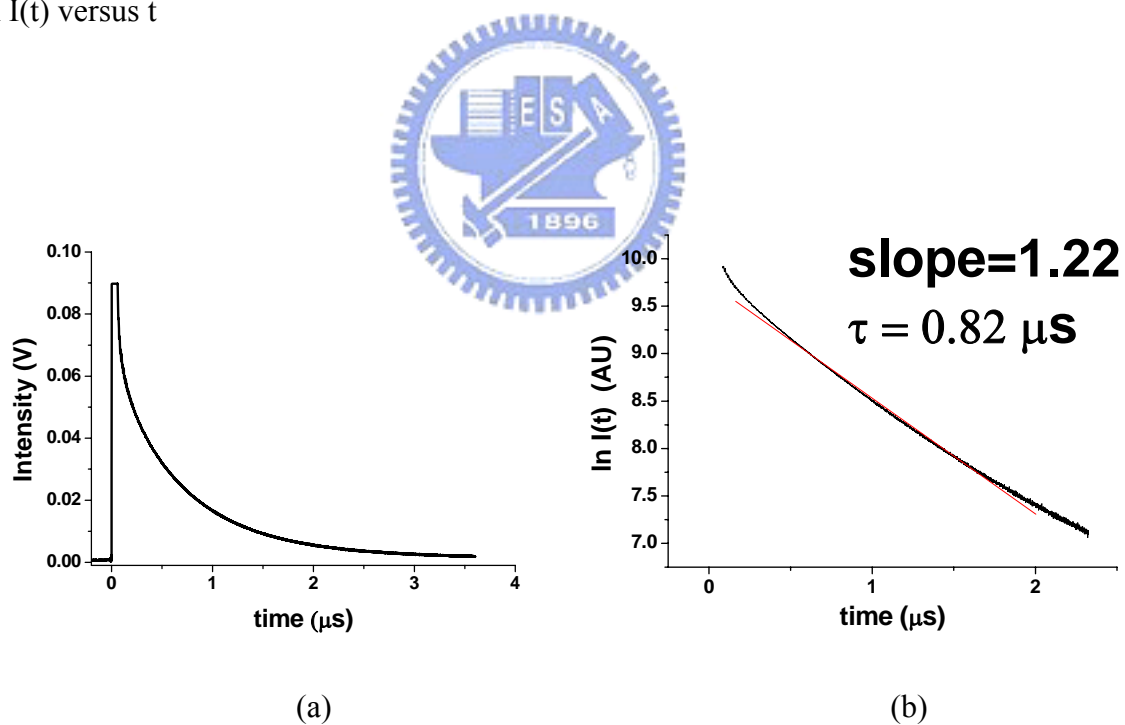 I(t) versus t
E S A
1896
0.10
0.08
0.06
0.04
0.02
0.00
Intensity (V)
0 1 2 3 4
time (μs)
(a)
slope=1.22
τ = 0.82 μs
10.0
9.5
9.0
8.5
8.0
7.5
7.0
ln I(t) (AU)
0 1 2
time (μs)
(b)